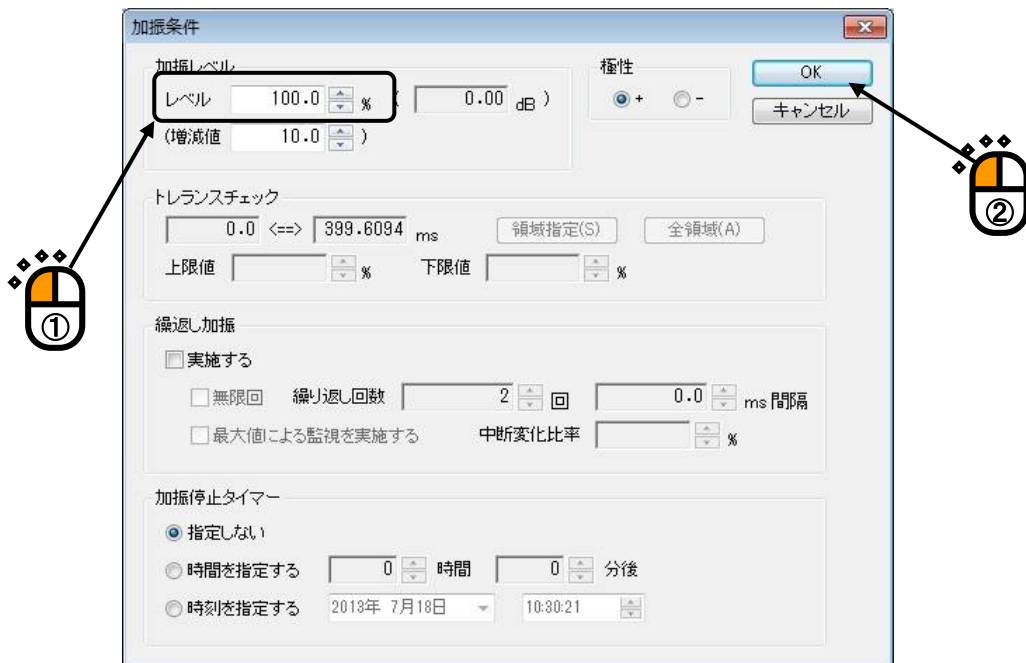 加振条件
加振レベル
レベル 100.0 % ( 0.00 dB )
(増減値 10.0 )
極性
+ -
OK
キャンセル
トレランスチェック
0.0 <==> 399.6094 ms 領域指定(S) 全領域(A)
上限値 % 下限値 %
繰返し加振
実施する
無限回 繰り返し回数 2 回 0.0 ms 間隔
最大値による監視を実施する 中断変化比率 %
加振停止タイマー
指定しない
時間を指定する 0 時間 0 分後
時刻を指定する 2013年 7月18日 10:30:21
①
②